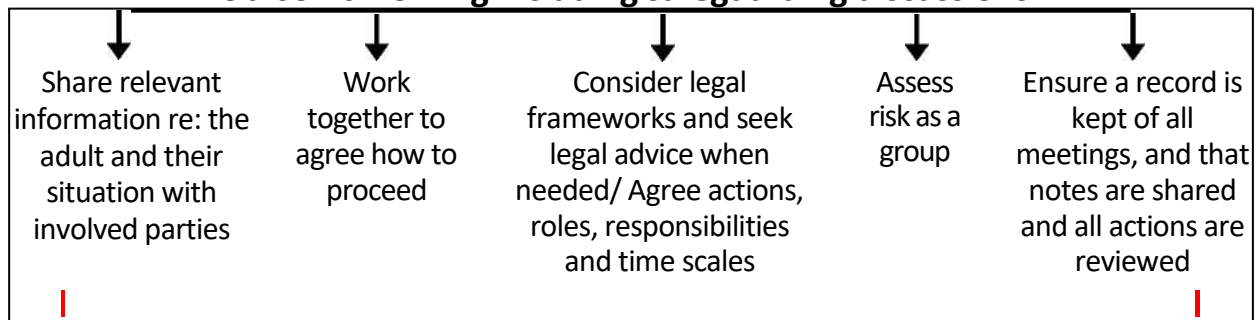 Share relevant
information re: the
adult and their
situation with
involved parties
Work
together to
agree how to
proceed
Consider legal
frameworks and seek
legal advice when
needed/ Agree actions,
roles, responsibilities
and time scales
Assess
risk as a
group
Ensure a record is
kept of all
meetings, and that
notes are shared
and all actions are
reviewed